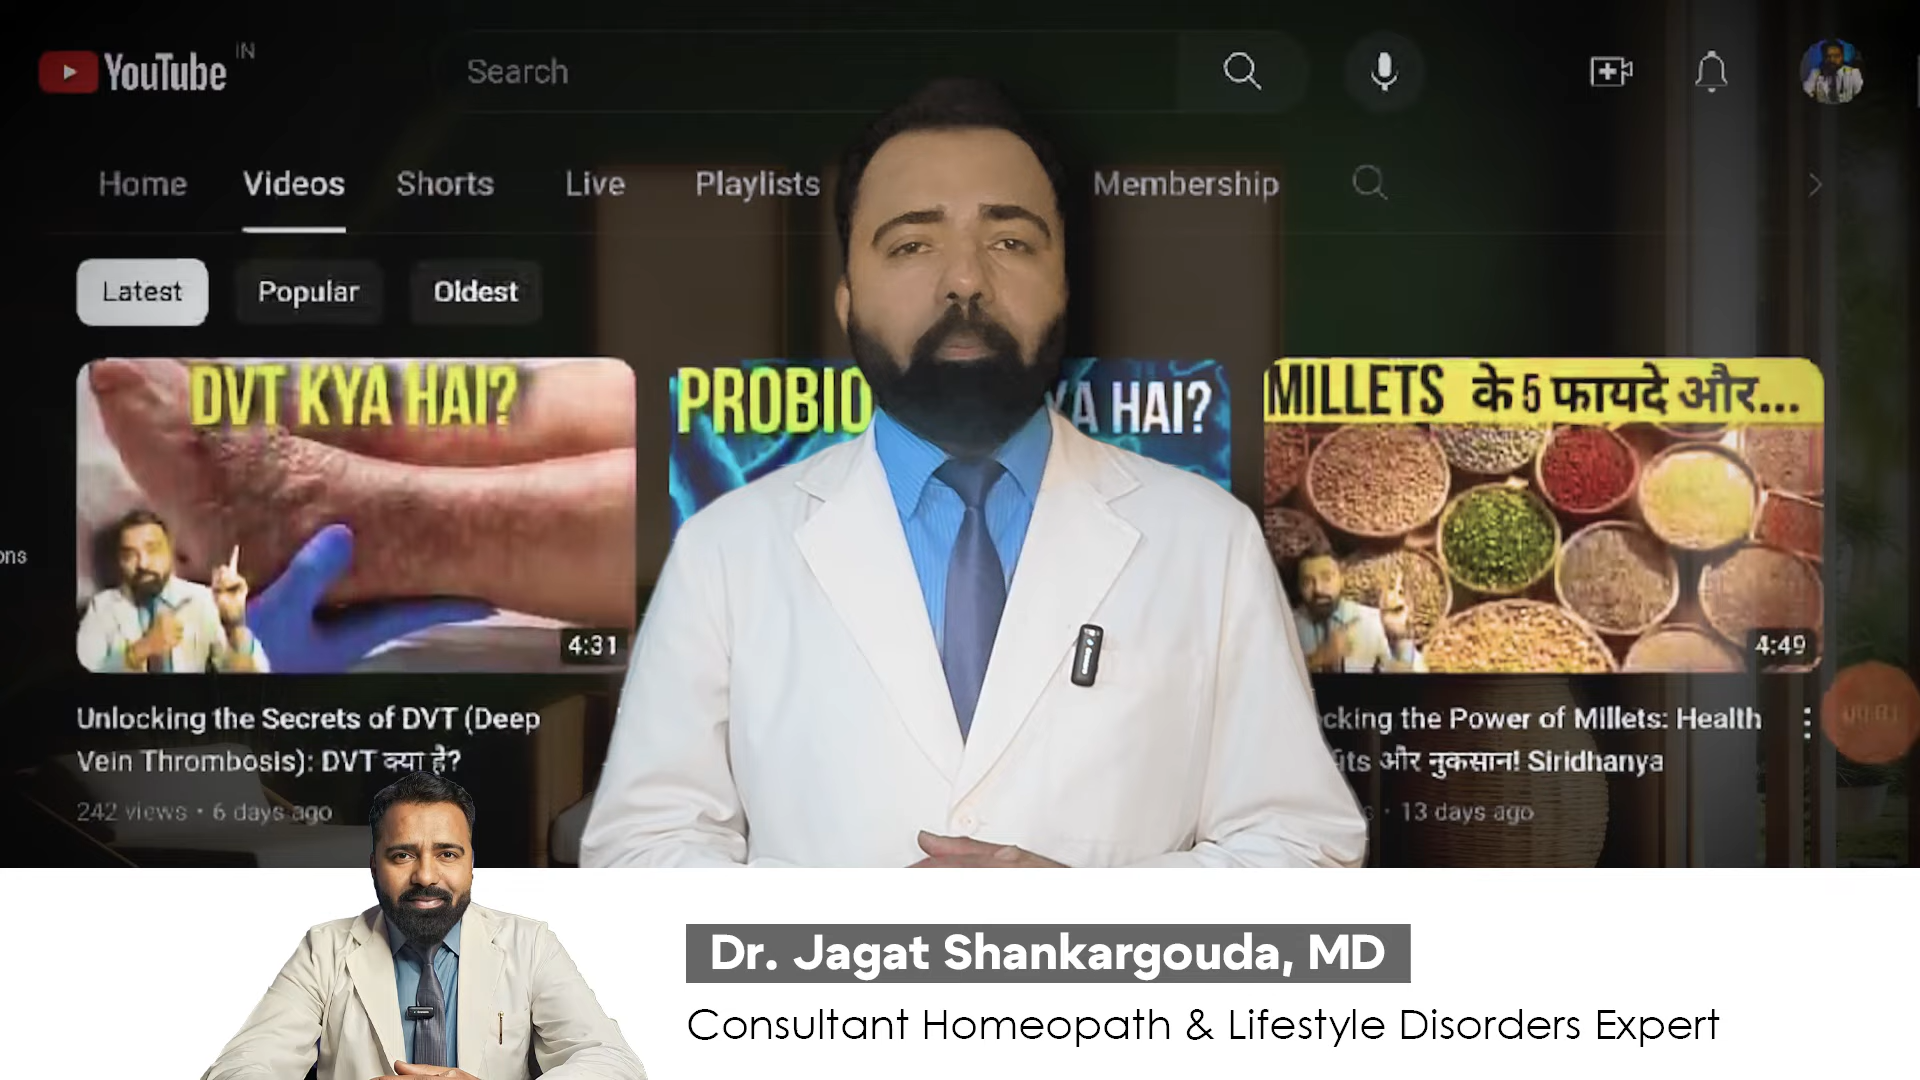 YouTube IN
Search
Home Videos Shorts Live Playlists Membership
Latest Popular Oldest
DVT KYA HAI?
PROBIO
YA HAI?
MILLETS के 5 फायदे और...
ons
4:31
4:49
Unlocking the Secrets of DVT (Deep
Vein Thrombosis): DVT क्या है?
242 views • 6 days ago
cking the Power of Millets: Health
its और नुकसान! Siridhanya
• 13 days ago
Dr. Jagat Shankargouda, MD
Consultant Homeopath & Lifestyle Disorders Expert